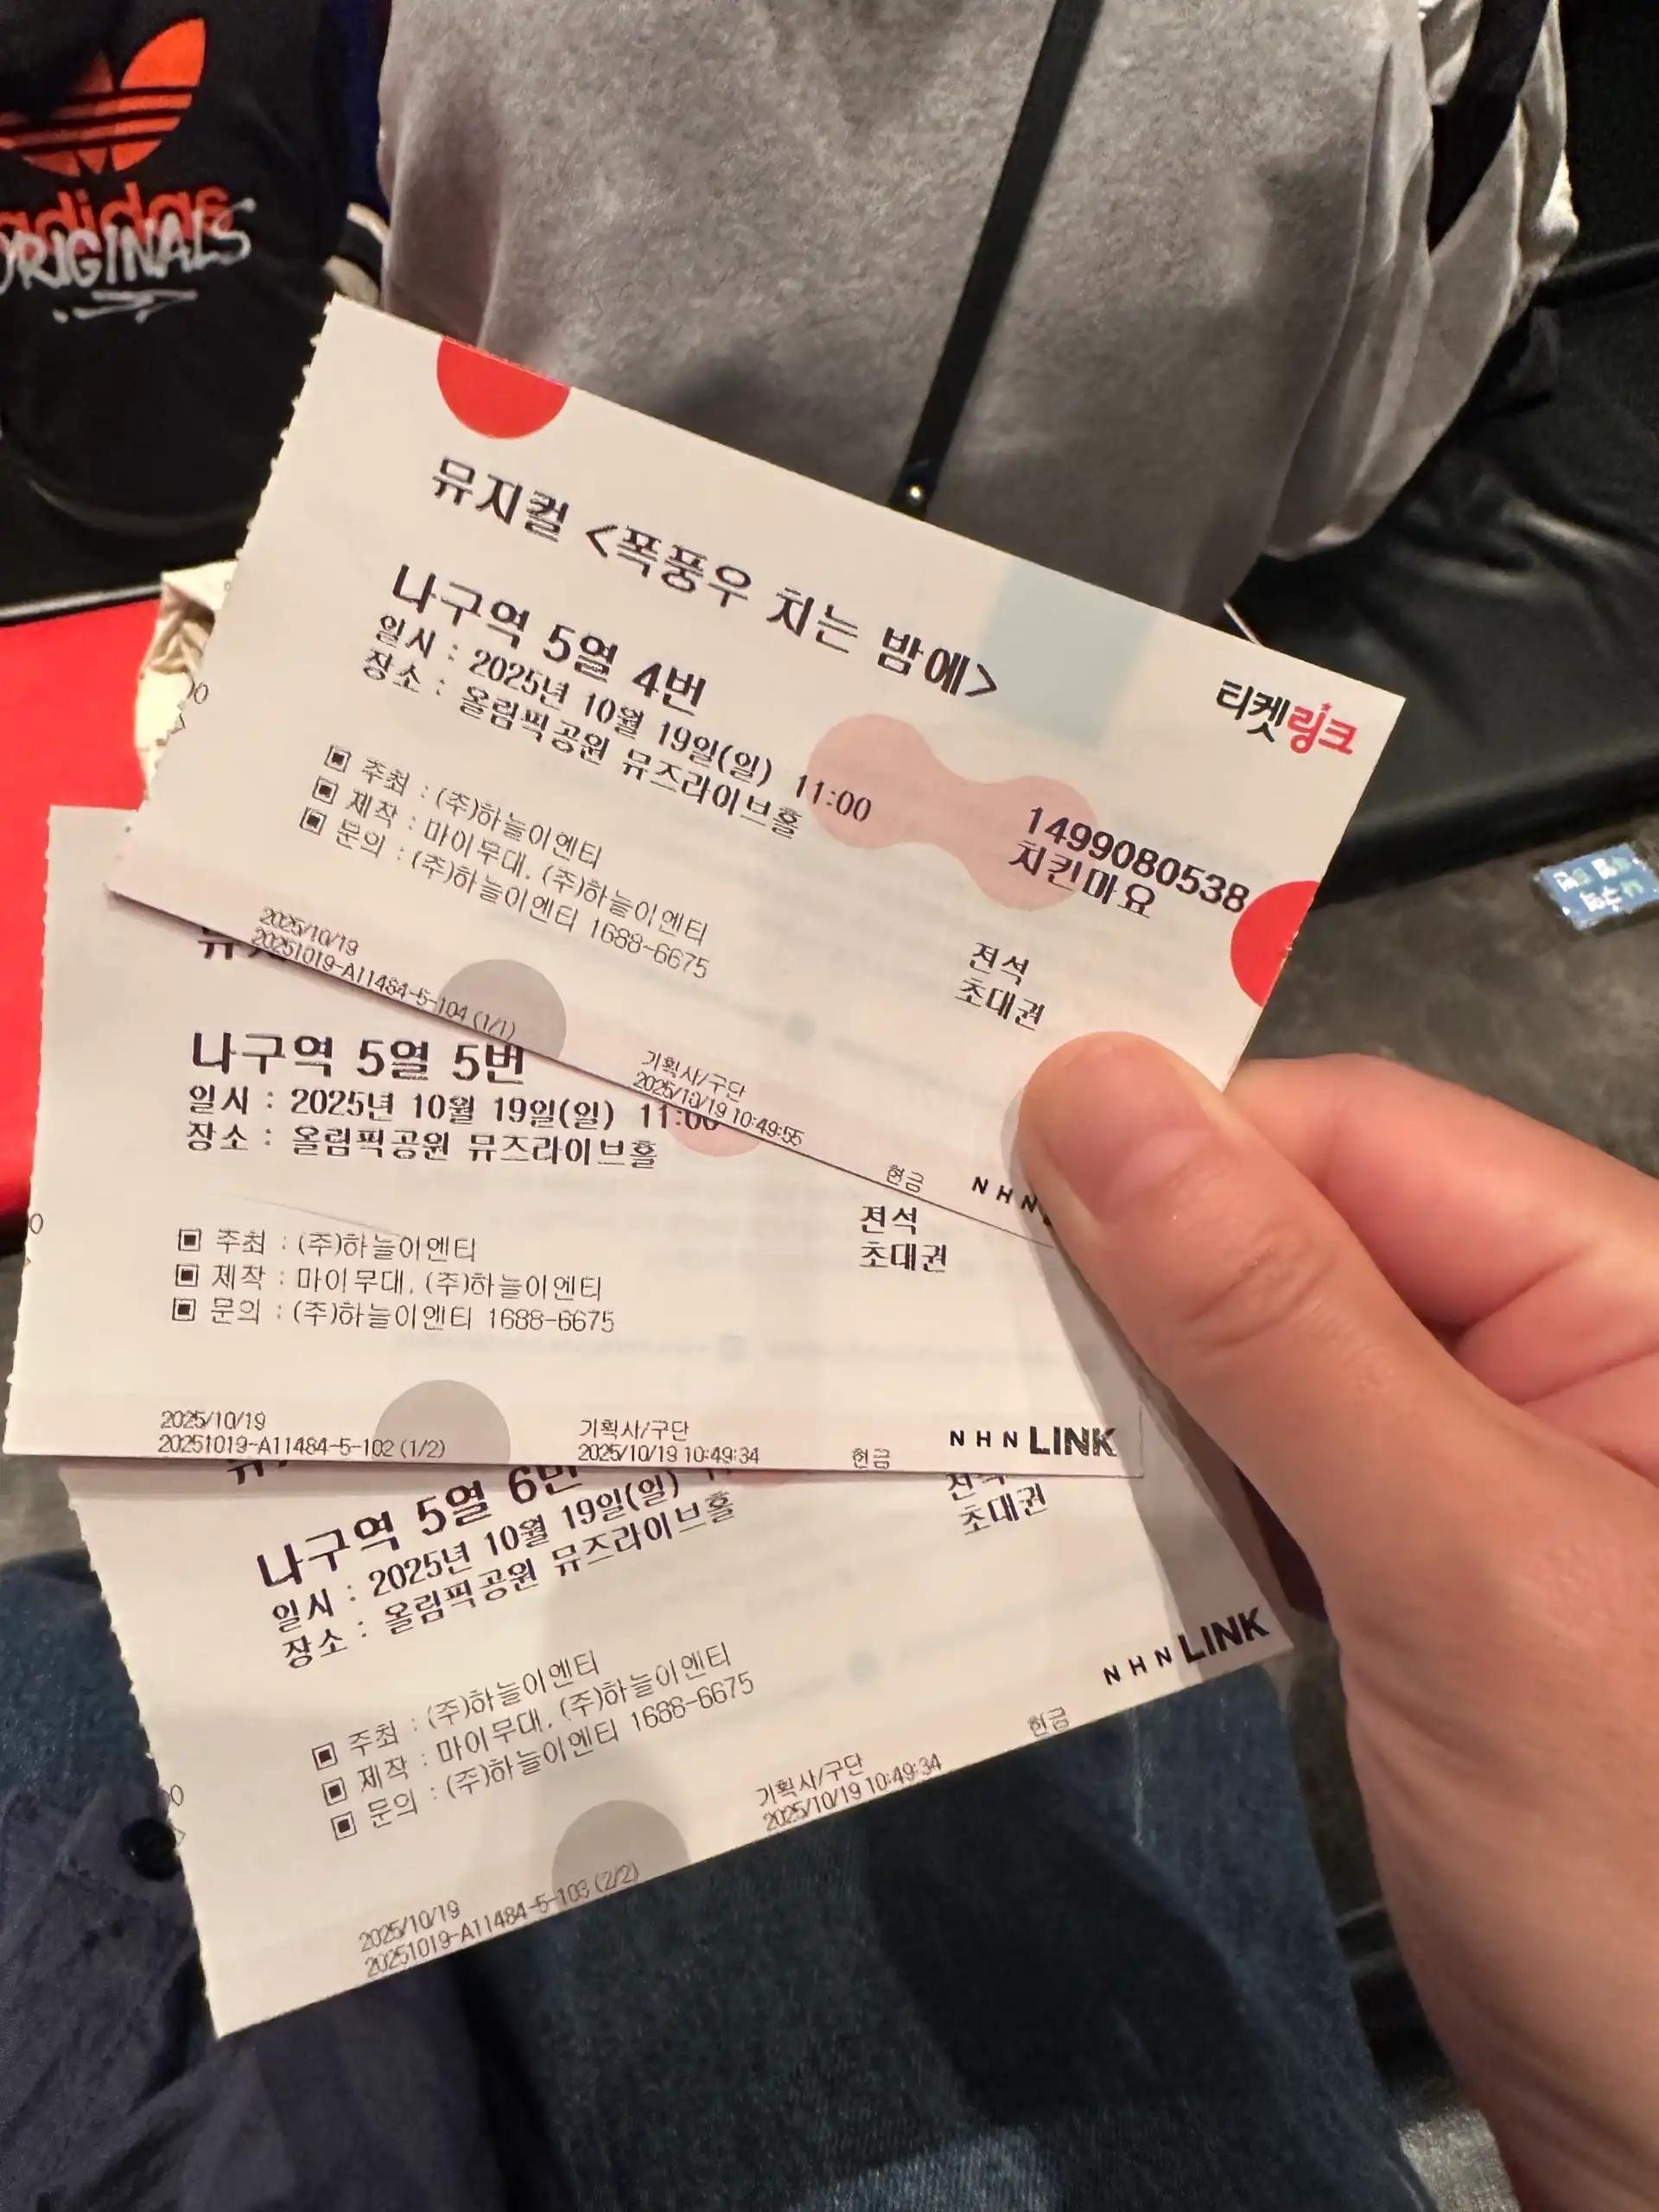 adidas
ORIGINALS
뮤지컬 <폭풍우 치는 밤에>
티켓링크
나구역 5열 4번
일시 : 2025년 10월 19일(일) 11:00
장소 : 올림픽공원 뮤즈라이브홀
1499080538
치킨마요
▣ 주최 : (주)하늘이엔티
▣ 제작 : 마이무대, (주)하늘이엔티
▣ 문의 : (주)하늘이엔티 1688-6675
전석
초대권
2025/10/19
20251019-A11484-5-104 (1/1)
기획사/구단
2025/10/19 10:49:55
현금
NHN
나구역 5열 5번
일시 : 2025년 10월 19일(일) 11:00
장소 : 올림픽공원 뮤즈라이브홀
전석
초대권
▣ 주최 : (주)하늘이엔티
▣ 제작 : 마이무대, (주)하늘이엔티
▣ 문의 : (주)하늘이엔티 1688-6675
2025/10/19
20251019-A11484-5-102 (1/2)
기획사/구단
2025/10/19 10:49:34
현금
NHN LINK
나구역 5열 6번
일시 : 2025년 10월 19일(일)
장소 : 올림픽공원 뮤즈라이브홀
전석
초대권
▣ 주최 : (주)하늘이엔티
▣ 제작 : 마이무대, (주)하늘이엔티
▣ 문의 : (주)하늘이엔티 1688-6675
2025/10/19
20251019-A11484-5-103 (2/2)
기획사/구단
2025/10/19 10:49:34
현금
NHN LINK